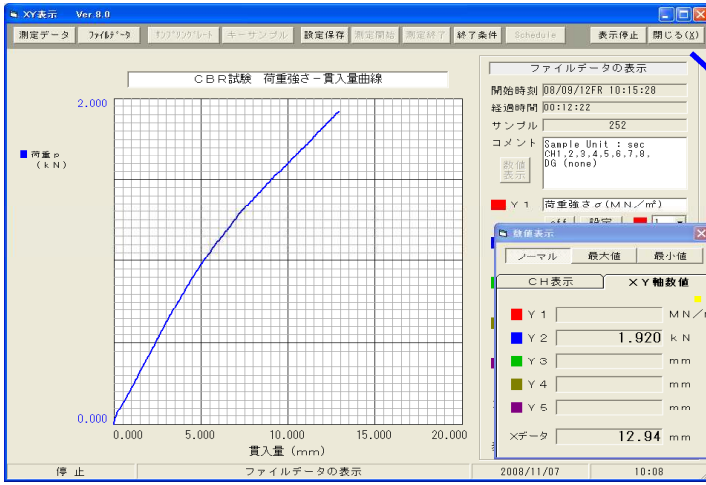 XY表示 Ver.8.0
測定データ ﾌｧｲﾙﾃﾞｰﾀ ｻﾝﾌﾟﾘﾝｸﾞﾚｰﾄ キーサンプル 設定保存 測定開始 測定終了 終了条件 Schedule 表示停止 閉じる(X)
CBR試験 荷重強さ－貫入量曲線
2.000
荷重p
(kN)
0.000
0.000 5.000 10.000 15.000 20.000
貫入量 (mm)
ファイルデータの表示
開始時刻 08/09/12FR 10:15:28
経過時間 00:12:22
サンプル 252
コメント Sample Unit : sec
CH1,2,3,4,5,6,7,8,
DG (none)
数値
表示
Y1 荷重強さσ(MN/㎡)
off 設定 1
数値表示
ノーマル 最大値 最小値
CH表示 XY軸数値
Y1 MN/
Y2 1.920 kN
Y3 mm
Y4 mm
Y5 mm
Xデータ 12.94 mm
停止 ファイルデータの表示 2008/11/07 10:08